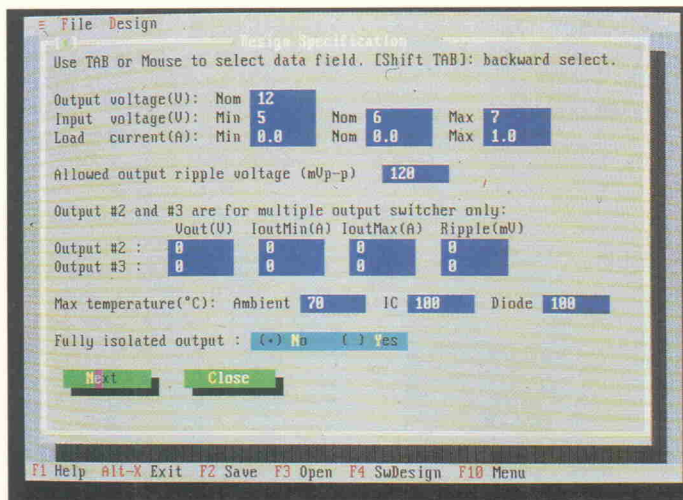 ≡ File Design
Design Specification
Use TAB or Mouse to select data field. [Shift TAB]: backward select.
Output voltage(V): Nom 12
Input voltage(V): Min 5 Nom 6 Max 7
Load current(A): Min 0.0 Nom 0.0 Max 1.0
Allowed output ripple voltage (mVp-p) 120
Output #2 and #3 are for multiple output switcher only:
Vout(V) IoutMin(A) IoutMax(A) Ripple(mV)
Output #2 : 0 0 0 0
Output #3 : 0 0 0 0
Max temperature(°C): Ambient 70 IC 100 Diode 100
Fully isolated output : (•) No ( ) Yes
Next Close
F1 Help Alt-X Exit F2 Save F3 Open F4 SwDesign F10 Menu